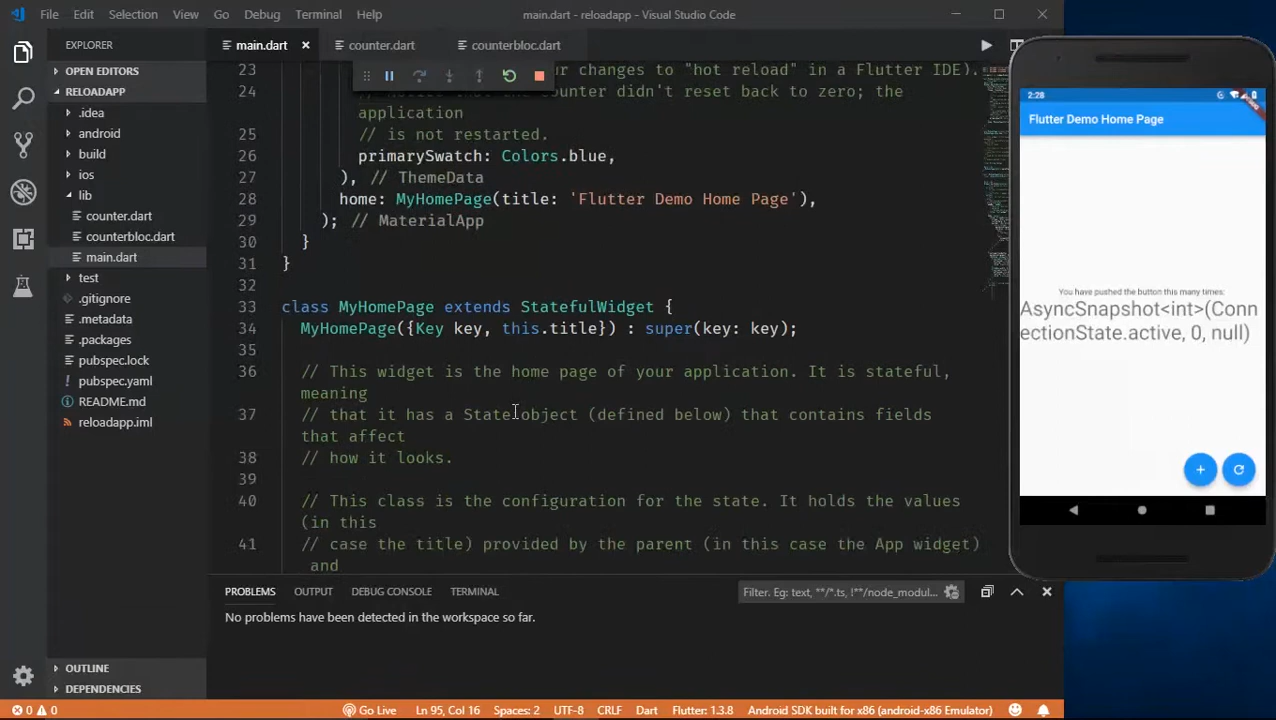 File Edit Selection View Go Debug Terminal Help
main.dart - reloadapp - Visual Studio Code
EXPLORER
OPEN EDITORS
RELOADAPP
.idea
android
build
ios
lib
counter.dart
counterbloc.dart
main.dart
test
.gitignore
.metadata
.packages
pubspec.lock
pubspec.yaml
README.md
reloadapp.iml
OUTLINE
DEPENDENCIES
main.dart counter.dart counterbloc.dart
23 ur changes to "hot reload" in a Flutter IDE).
24 // Notice that the counter didn't reset back to zero; the
application
25 // is not restarted.
26 primarySwatch: Colors.blue,
27 ), // ThemeData
28 home: MyHomePage(title: 'Flutter Demo Home Page'),
29 ); // MaterialApp
30 }
31 }
32
33 class MyHomePage extends StatefulWidget {
34 MyHomePage({Key key, this.title}) : super(key: key);
35
36 // This widget is the home page of your application. It is stateful,
meaning
37 // that it has a State object (defined below) that contains fields
that affect
38 // how it looks.
39
40 // This class is the configuration for the state. It holds the values
(in this
41 // case the title) provided by the parent (in this case the App widget)
and
PROBLEMS OUTPUT DEBUG CONSOLE TERMINAL
Filter. Eg: text, **/*.ts, !**/node_modul...
No problems have been detected in the workspace so far.
0 0 Go Live Ln 95, Col 16 Spaces: 2 UTF-8 CRLF Dart Flutter: 1.3.8 Android SDK built for x86 (android-x86 Emulator)
2:28
Flutter Demo Home Page
You have pushed the button this many times:
AsyncSnapshot<int>(Conn
ectionState.active, 0, null)